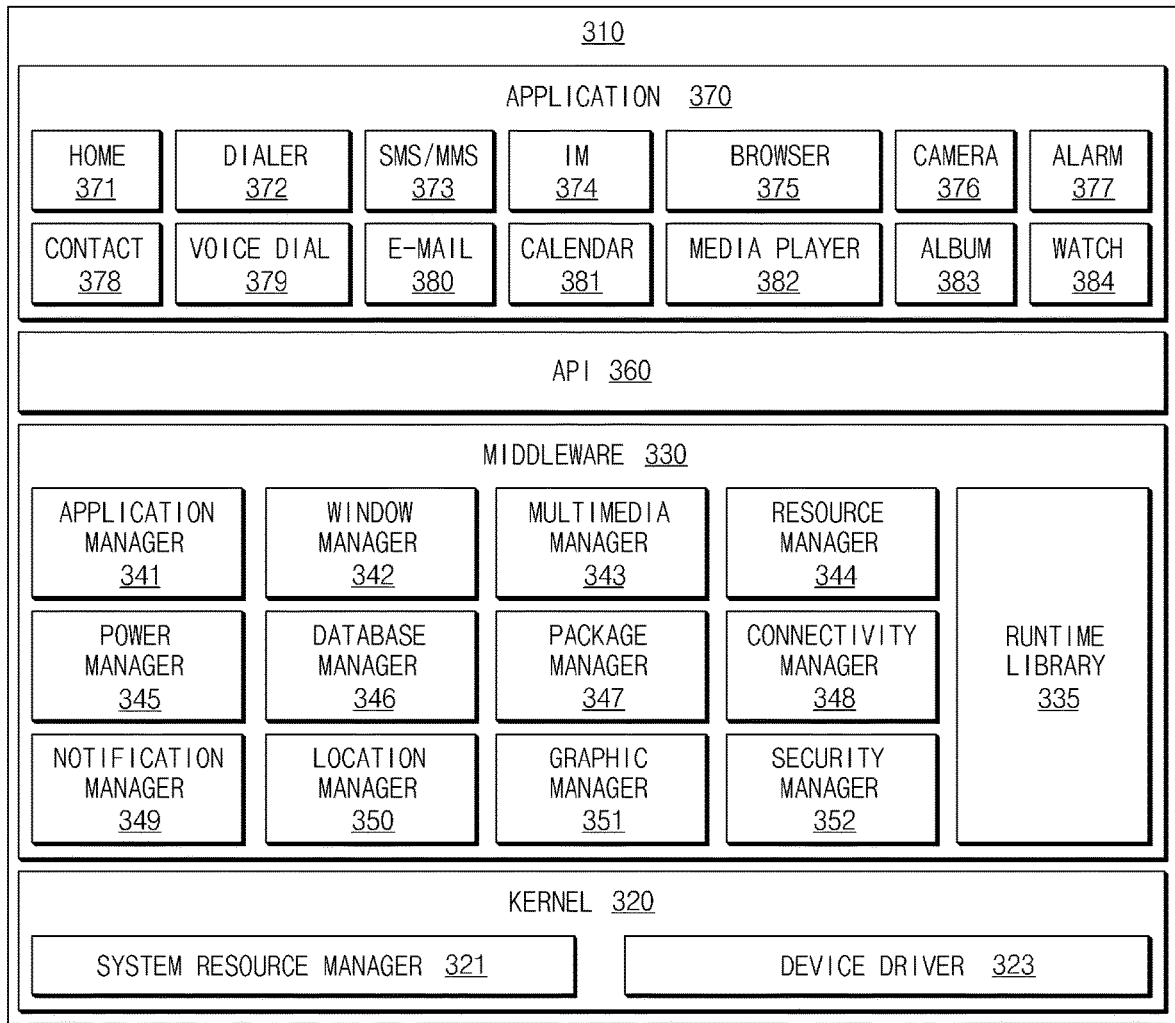 310
APPLICATION 370
HOME
371
DIALER
372
SMS/MMS
373
IM
374
BROWSER
375
CAMERA
376
ALARM
377
CONTACT
378
VOICE DIAL
379
E-MAIL
380
CALENDAR
381
MEDIA PLAYER
382
ALBUM
383
WATCH
384
API 360
MIDDLEWARE 330
APPLICATION
MANAGER
341
WINDOW
MANAGER
342
MULTIMEDIA
MANAGER
343
RESOURCE
MANAGER
344
POWER
MANAGER
345
DATABASE
MANAGER
346
PACKAGE
MANAGER
347
CONNECTIVITY
MANAGER
348
NOTIFICATION
MANAGER
349
LOCATION
MANAGER
350
GRAPHIC
MANAGER
351
SECURITY
MANAGER
352
RUNTIME
LIBRARY
335
KERNEL 320
SYSTEM RESOURCE MANAGER 321
DEVICE DRIVER 323